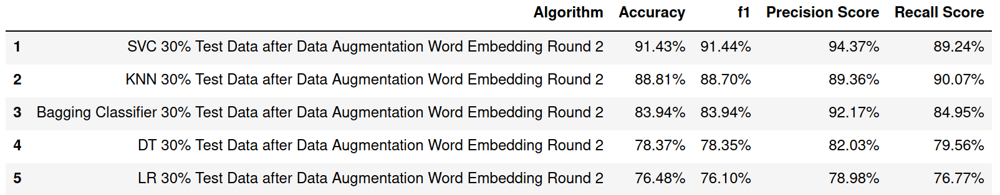 Algorithm Accuracy f1 Precision Score Recall Score
1 SVC 30% Test Data after Data Augmentation Word Embedding Round 2 91.43% 91.44% 94.37% 89.24%
2 KNN 30% Test Data after Data Augmentation Word Embedding Round 2 88.81% 88.70% 89.36% 90.07%
3 Bagging Classifier 30% Test Data after Data Augmentation Word Embedding Round 2 83.94% 83.94% 92.17% 84.95%
4 DT 30% Test Data after Data Augmentation Word Embedding Round 2 78.37% 78.35% 82.03% 79.56%
5 LR 30% Test Data after Data Augmentation Word Embedding Round 2 76.48% 76.10% 78.98% 76.77%